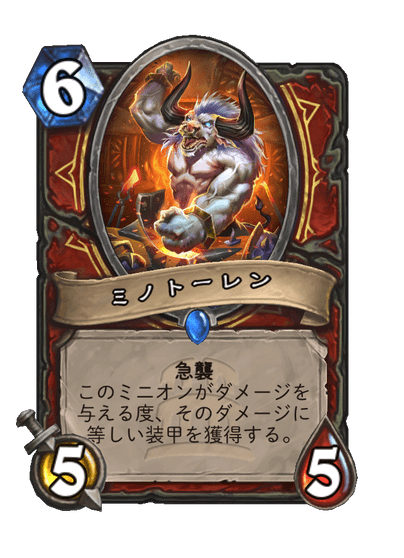 6
ミノトーレン
急襲
このミニオンがダメージを
与える度、そのダメージに
等しい装甲を獲得する。
5
5